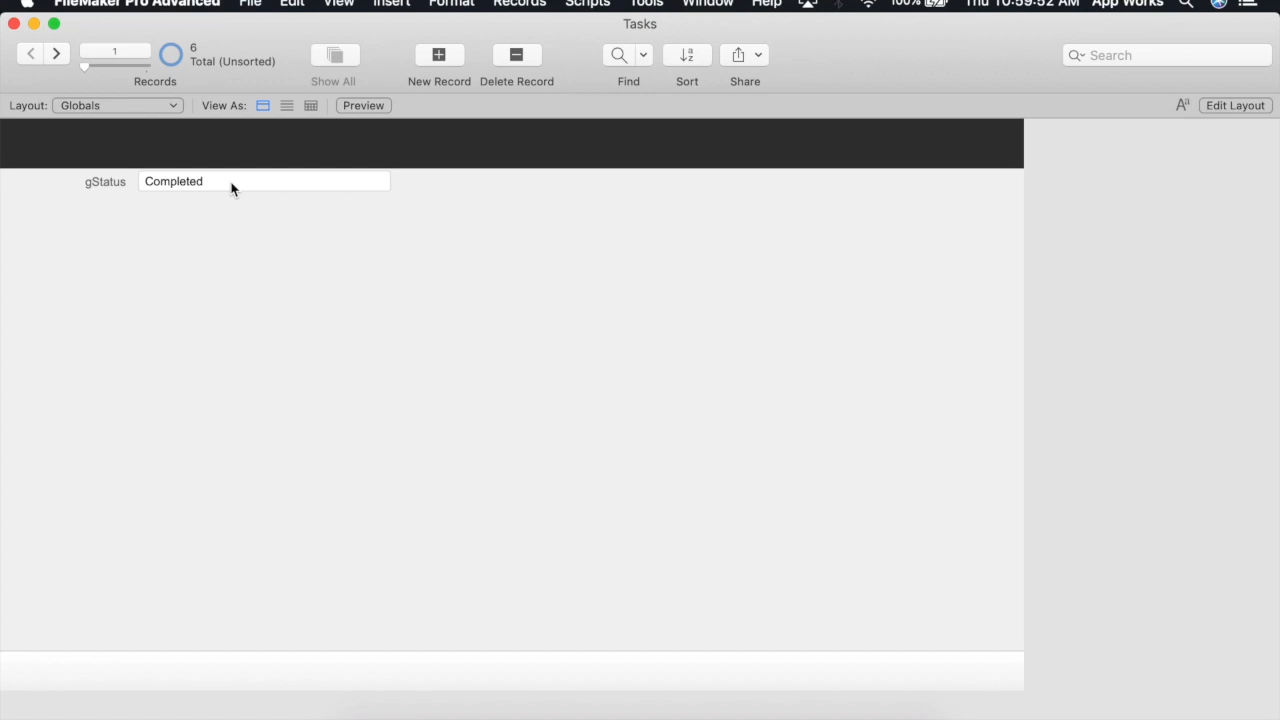 FileMaker Pro Advanced File Edit View Insert Format Records Scripts Tools Window Help 100% Thu 10:59:52 AM App Works
Tasks
1
6
Total (Unsorted)
Search
Records Show All New Record Delete Record Find Sort Share
Layout: Globals View As: Preview Aa Edit Layout
gStatus Completed